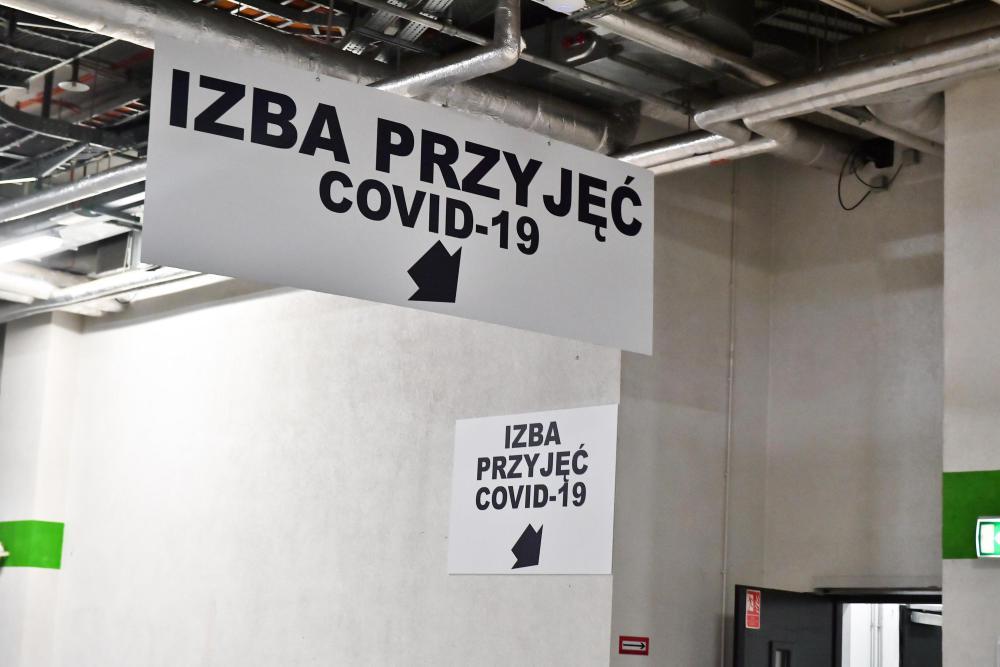 IZBA PRZYJĘĆ
COVID-19
IZBA
PRZYJĘĆ
COVID-19